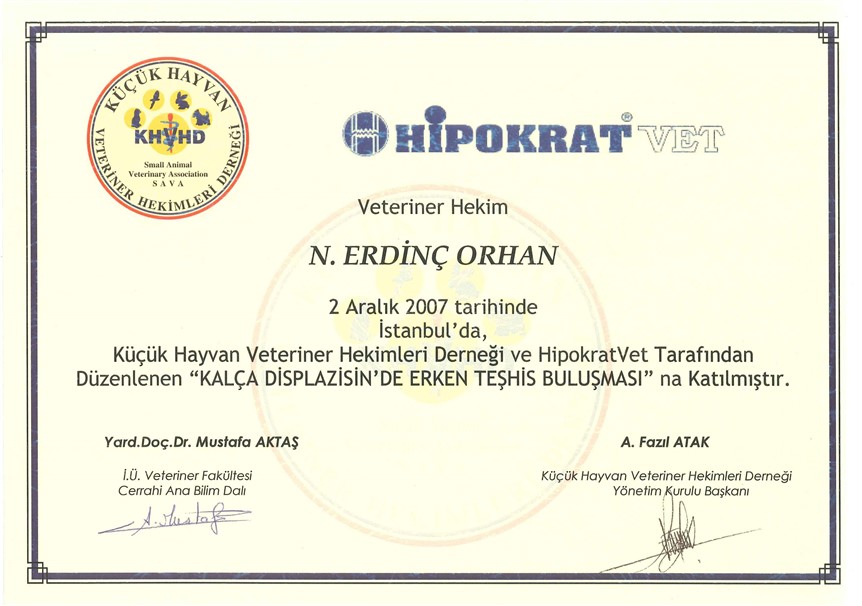 KÜÇÜK HAYVAN
VETERİNER HEKİMLERİ DERNEĞİ
KHVHD
Small Animal
Veterinary Association
S A V A
HİPOKRAT® VET
Veteriner Hekim
N. ERDİNÇ ORHAN
2 Aralık 2007 tarihinde
İstanbul'da,
Küçük Hayvan Veteriner Hekimleri Derneği ve HipokratVet Tarafından
Düzenlenen “KALÇA DİSPLAZİSİN’DE ERKEN TEŞHİS BULUŞMASI” na Katılmıştır.
Yard.Doç.Dr. Mustafa AKTAŞ
A. Fazıl ATAK
İ.Ü. Veteriner Fakültesi
Küçük Hayvan Veteriner Hekimleri Derneği
Cerrahi Ana Bilim Dalı
Yönetim Kurulu Başkanı
A. Mustafa